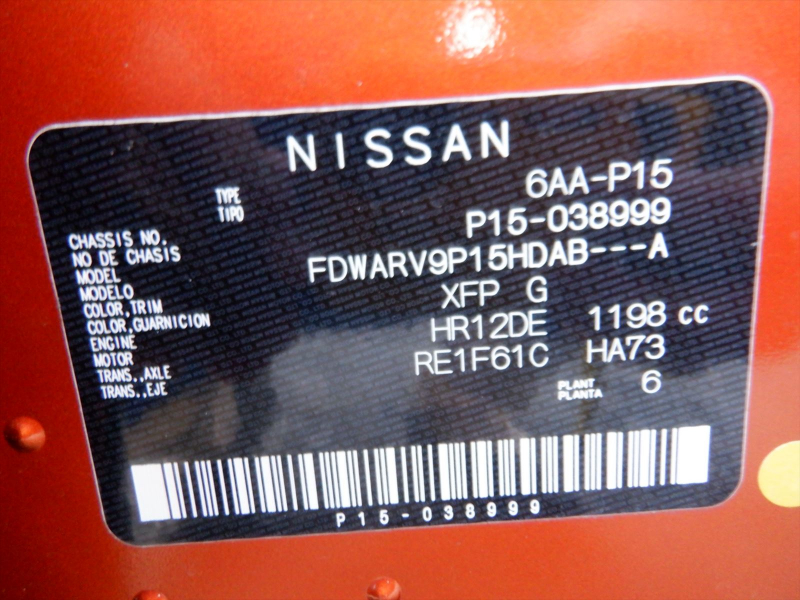 NISSAN
TYPE 6AA-P15
TIPO
CHASSIS NO. P15-038999
NO DE CHASIS
MODEL FDWARV9P15HDAB---A
MODELO
COLOR,TRIM XFP G
COLOR,GUARNICION
ENGINE HR12DE 1198 cc
MOTOR
TRANS.,AXLE RE1F61C HA73
TRANS.,EJE
PLANT 6
PLANTA
P15-038999